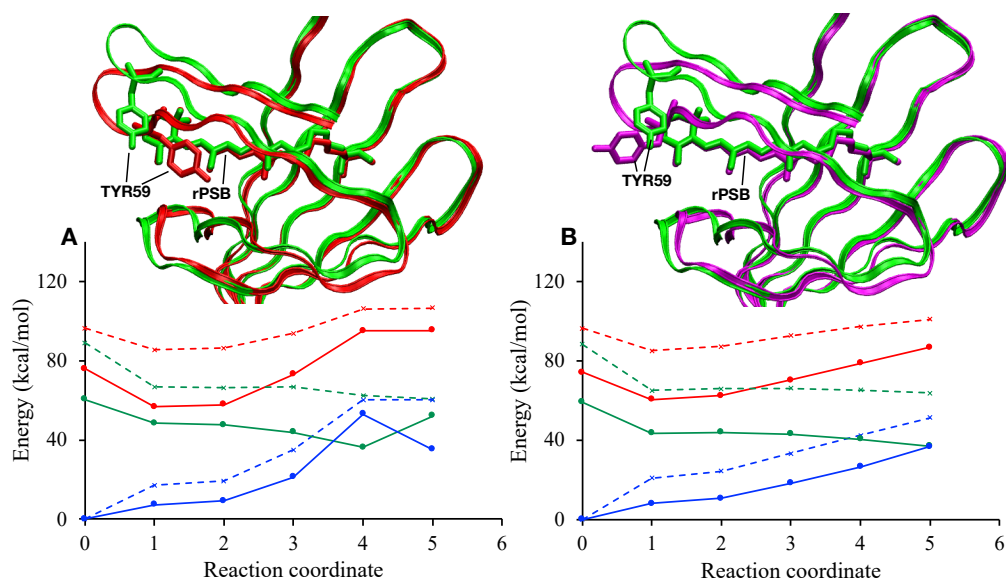 TYR59
rPSB
A
120
80
40
0
Energy (kcal/mol)
0 1 2 3 4 5 6
Reaction coordinate
TYR59
rPSB
B
120
80
40
0
Energy (kcal/mol)
0 1 2 3 4 5 6
Reaction coordinate